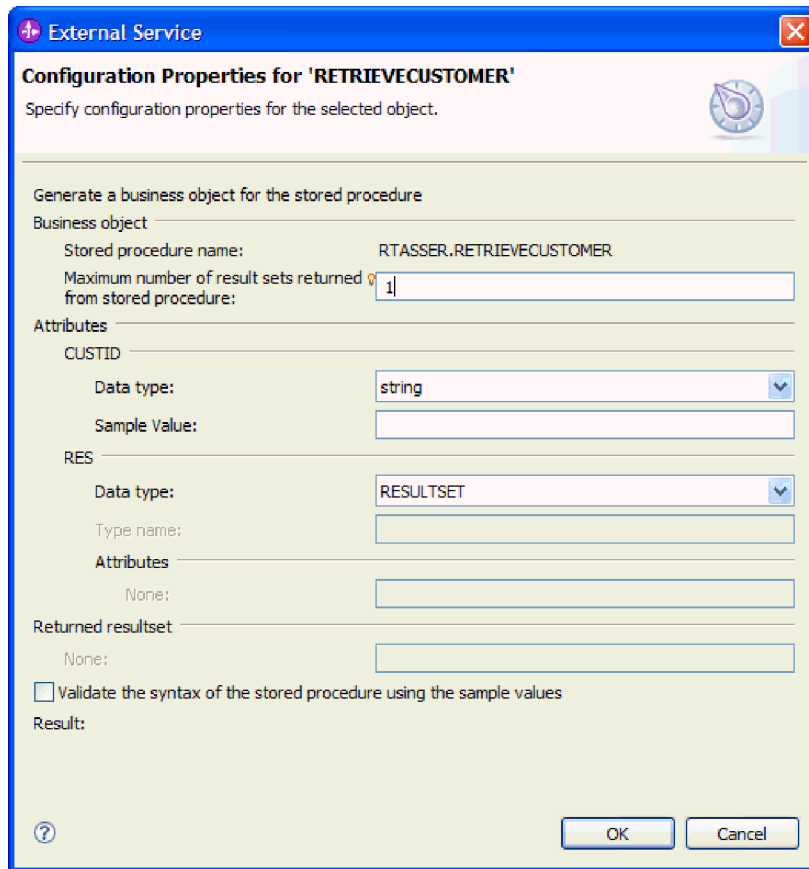 External Service
Configuration Properties for 'RETRIEVECUSTOMER'
Specify configuration properties for the selected object.
Generate a business object for the stored procedure
Business object
Stored procedure name: RTASSER.RETRIEVECUSTOMER
Maximum number of result sets returned
from stored procedure: 1
Attributes
CUSTID
Data type: string
Sample Value:
RES
Data type: RESULTSET
Type name:
Attributes
None:
Returned resultset
None:
Validate the syntax of the stored procedure using the sample values
Result:
? OK Cancel